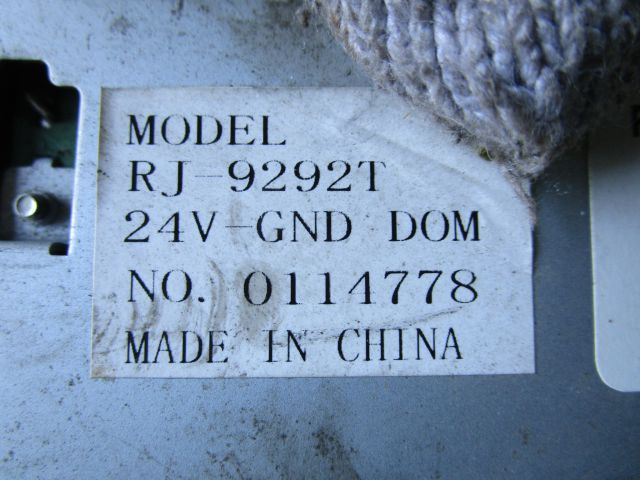 MODEL
RJ-9292T
24V-GND DOM
NO. 0114778
MADE IN CHINA